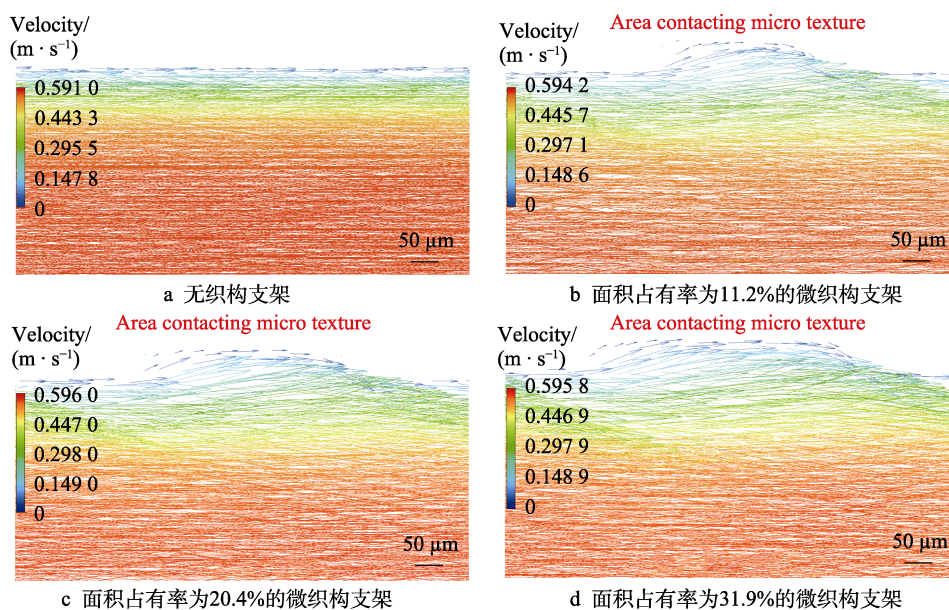 Velocity/
(m · s⁻¹)
0.591 0
0.443 3
0.295 5
0.147 8
0
50 μm
a 无织构支架
Area contacting micro texture
Velocity/
(m · s⁻¹)
0.594 2
0.445 7
0.297 1
0.148 6
0
50 μm
b 面积占有率为11.2%的微织构支架
Area contacting micro texture
Velocity/
(m · s⁻¹)
0.596 0
0.447 0
0.298 0
0.149 0
0
50 μm
c 面积占有率为20.4%的微织构支架
Area contacting micro texture
Velocity/
(m · s⁻¹)
0.595 8
0.446 9
0.297 9
0.148 9
0
50 μm
d 面积占有率为31.9%的微织构支架